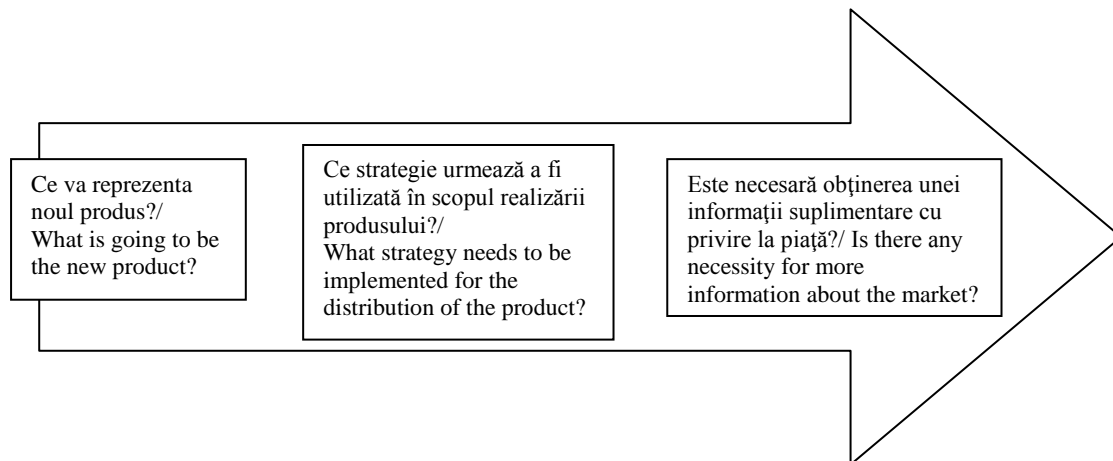 Ce va reprezenta
noul produs?/
What is going to be
the new product?
Ce strategie urmează a fi
utilizată în scopul realizării
produsului?/
What strategy needs to be
implemented for the
distribution of the product?
Este necesară obţinerea unei
informaţii suplimentare cu
privire la piaţă?/ Is there any
necessity for more
information about the market?